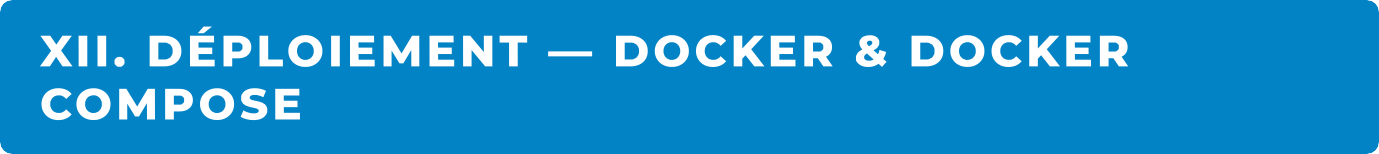 XII. DÉPLOIEMENT — DOCKER & DOCKER
COMPOSE